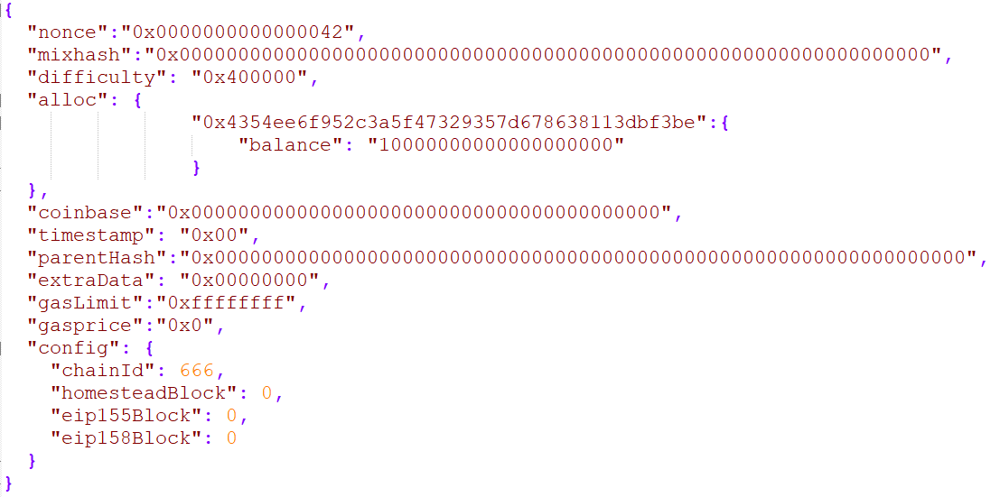 {
"nonce":"0x0000000000000042",
"mixhash":"0x0000000000000000000000000000000000000000000000000000000000000000",
"difficulty": "0x400000",
"alloc": {
"0x4354ee6f952c3a5f47329357d678638113dbf3be":{
"balance": "10000000000000000000"
}
},
"coinbase":"0x0000000000000000000000000000000000000000",
"timestamp": "0x00",
"parentHash":"0x0000000000000000000000000000000000000000000000000000000000000000",
"extraData": "0x00000000",
"gasLimit":"0xffffffff",
"gasprice":"0x0",
"config": {
"chainId": 666,
"homesteadBlock": 0,
"eip155Block": 0,
"eip158Block": 0
}
}